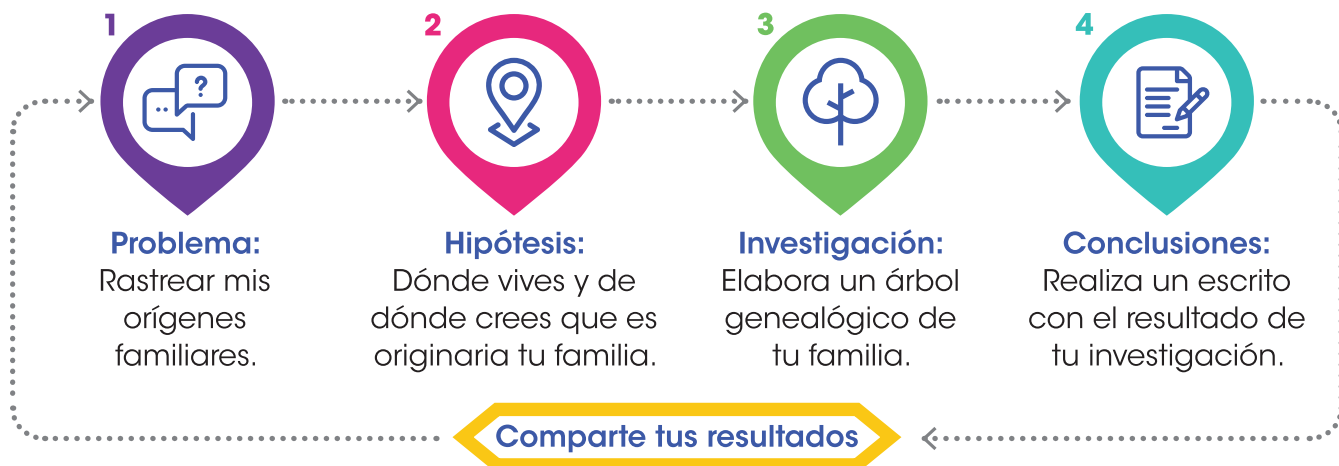 1
Problema:
Rastrear mis
orígenes
familiares.
2
Hipótesis:
Dónde vives y de
dónde crees que es
originaria tu familia.
3
Investigación:
Elabora un árbol
genealógico de
tu familia.
4
Conclusiones:
Realiza un escrito
con el resultado de
tu investigación.
?
Comparte tus resultados